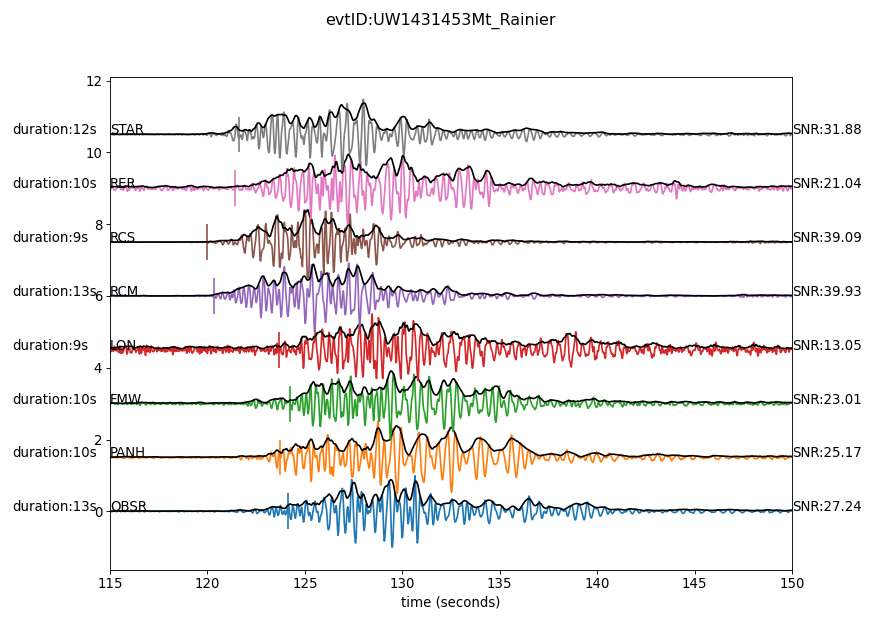 evtID:UW1431453Mt_Rainier
12
duration:12s STAR SNR:31.88
10
duration:10s RER SNR:21.04
8
duration:9s RCS SNR:39.09
duration:13s RCM SNR:39.93
6
duration:9s LON SNR:13.05
4
duration:10s FMW SNR:23.01
2
duration:10s PANH SNR:25.17
duration:13s OBSR SNR:27.24
0
115 120 125 130 135 140 145 150
time (seconds)